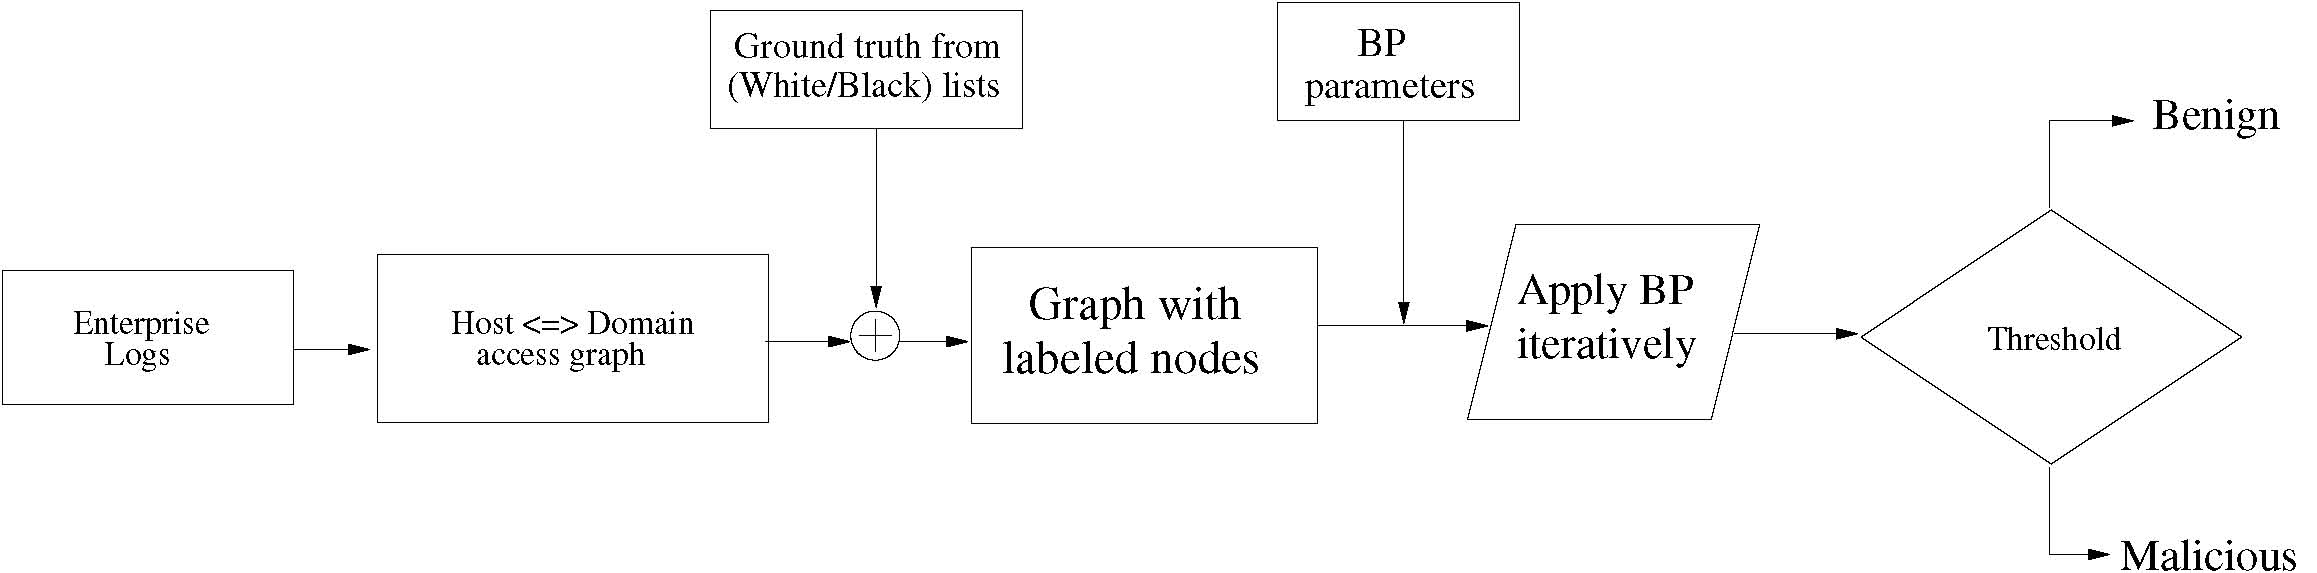 Ground truth from
(White/Black) lists
BP
parameters
Benign
Enterprise
Logs
Host <=> Domain
access graph
Graph with
labeled nodes
Apply BP
iteratively
Threshold
Malicious